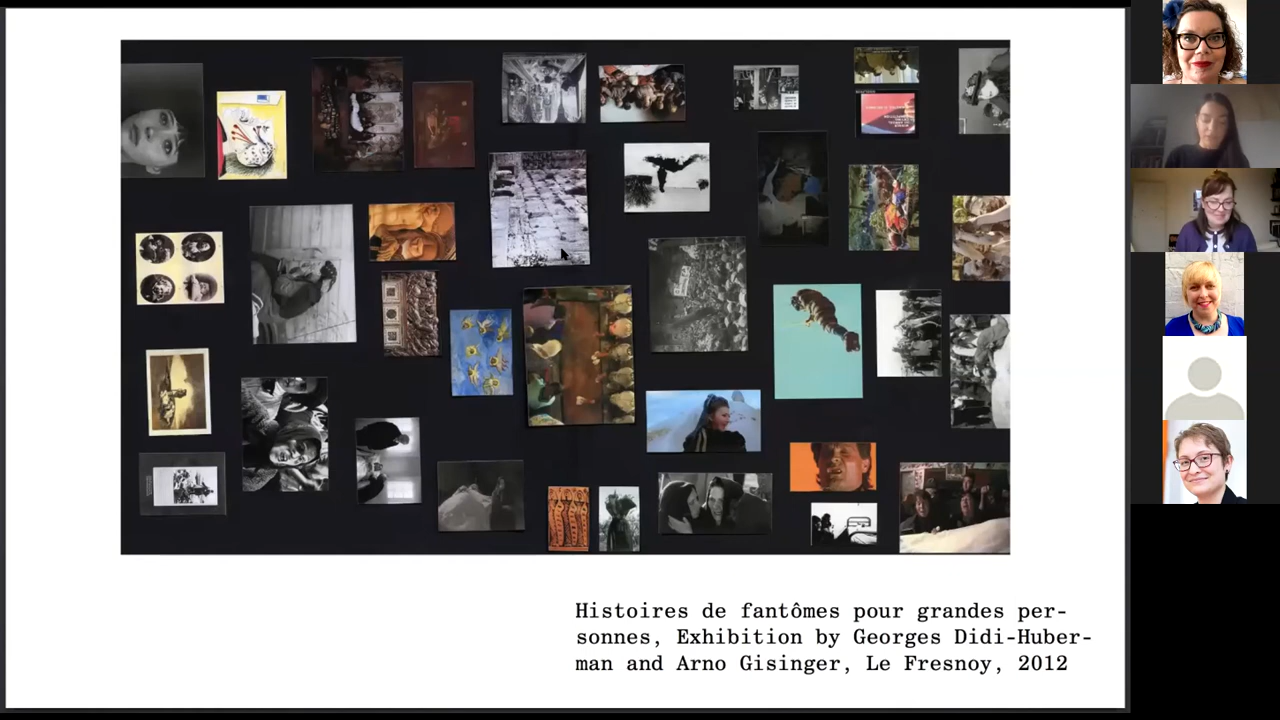 Histoires de fantômes pour grandes per-
sonnes, Exhibition by Georges Didi-Huber-
man and Arno Gisinger, Le Fresnoy, 2012